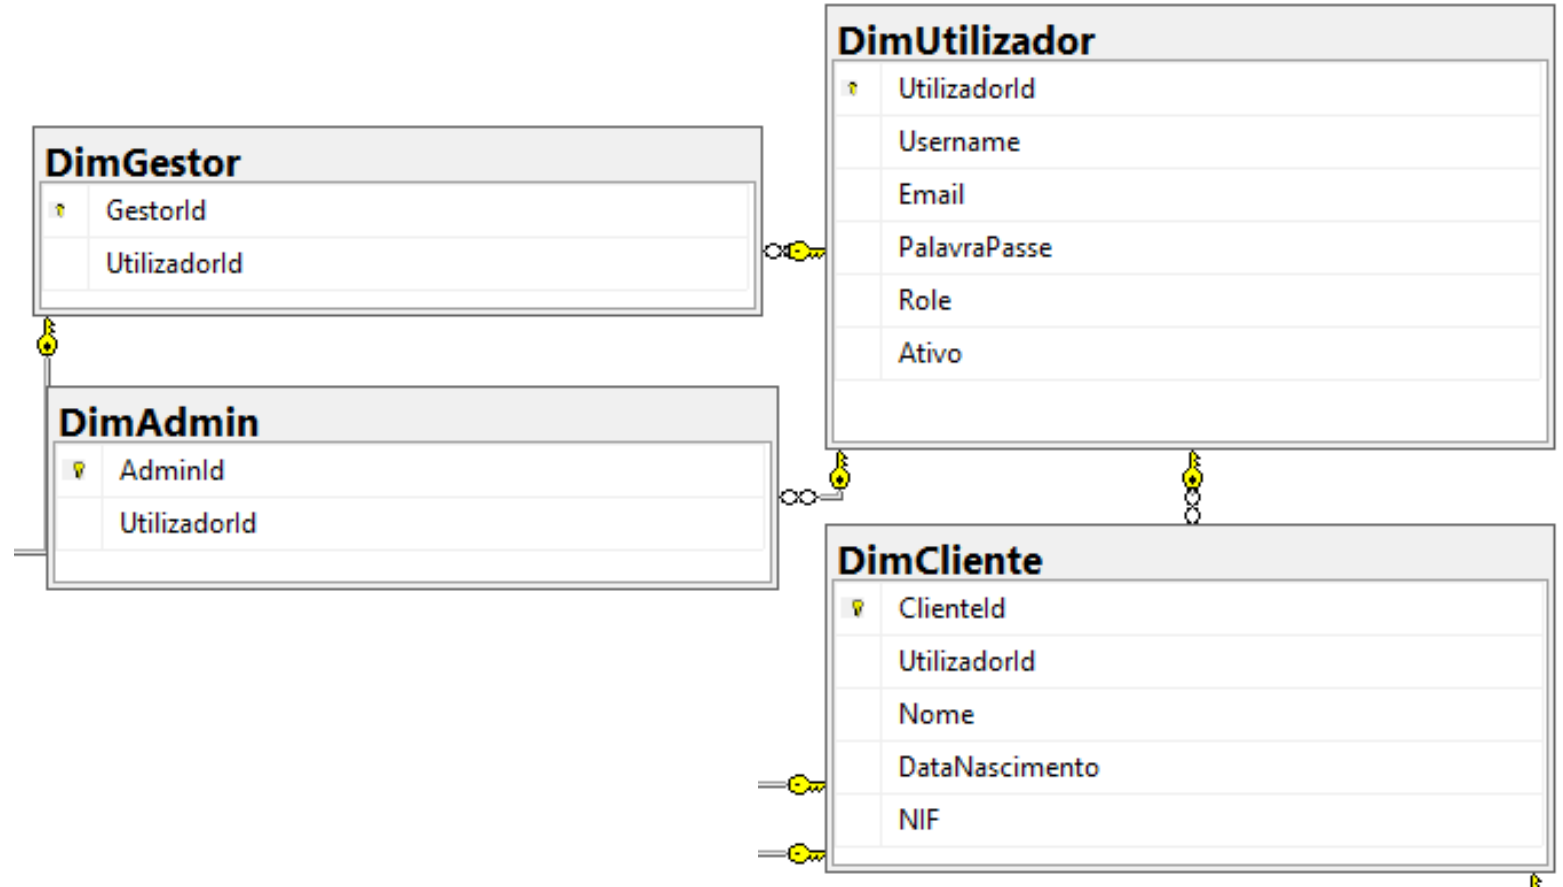 DimUtilizador
UtilizadorId
Username
Email
PalavraPasse
Role
Ativo
DimGestor
GestorId
UtilizadorId
DimAdmin
AdminId
UtilizadorId
DimCliente
ClienteId
UtilizadorId
Nome
DataNascimento
NIF